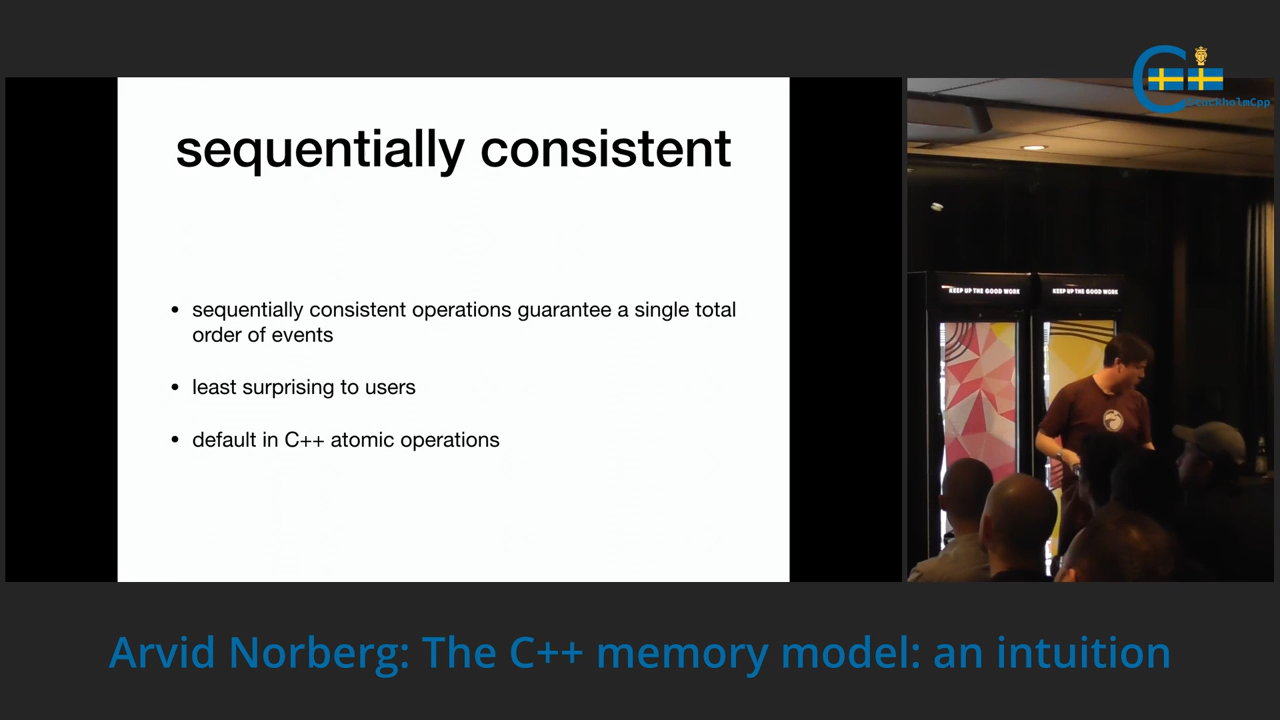 StockholmCpp
sequentially consistent
• sequentially consistent operations guarantee a single total
order of events
• least surprising to users
• default in C++ atomic operations
KEEP UP THE GOOD WORK
KEEP UP THE GOOD WORK
Arvid Norberg: The C++ memory model: an intuition